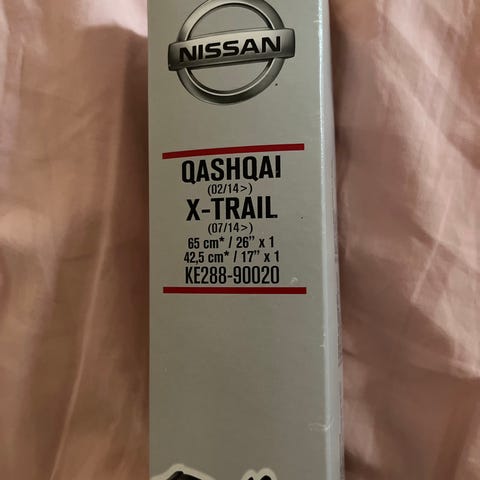 NISSAN
QASHQAI
(02/14>)
X-TRAIL
(07/14>)
65 cm* / 26" x 1
42,5 cm* / 17" x 1
KE288-90020